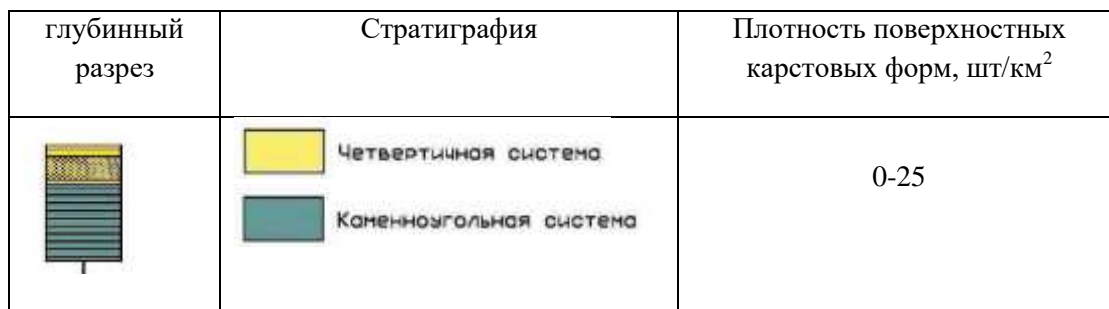 глубинный
разрез
Стратиграфия
Плотность поверхностных
карстовых форм, шт/км²
Четвертичная система
Каменноугольная система
0-25